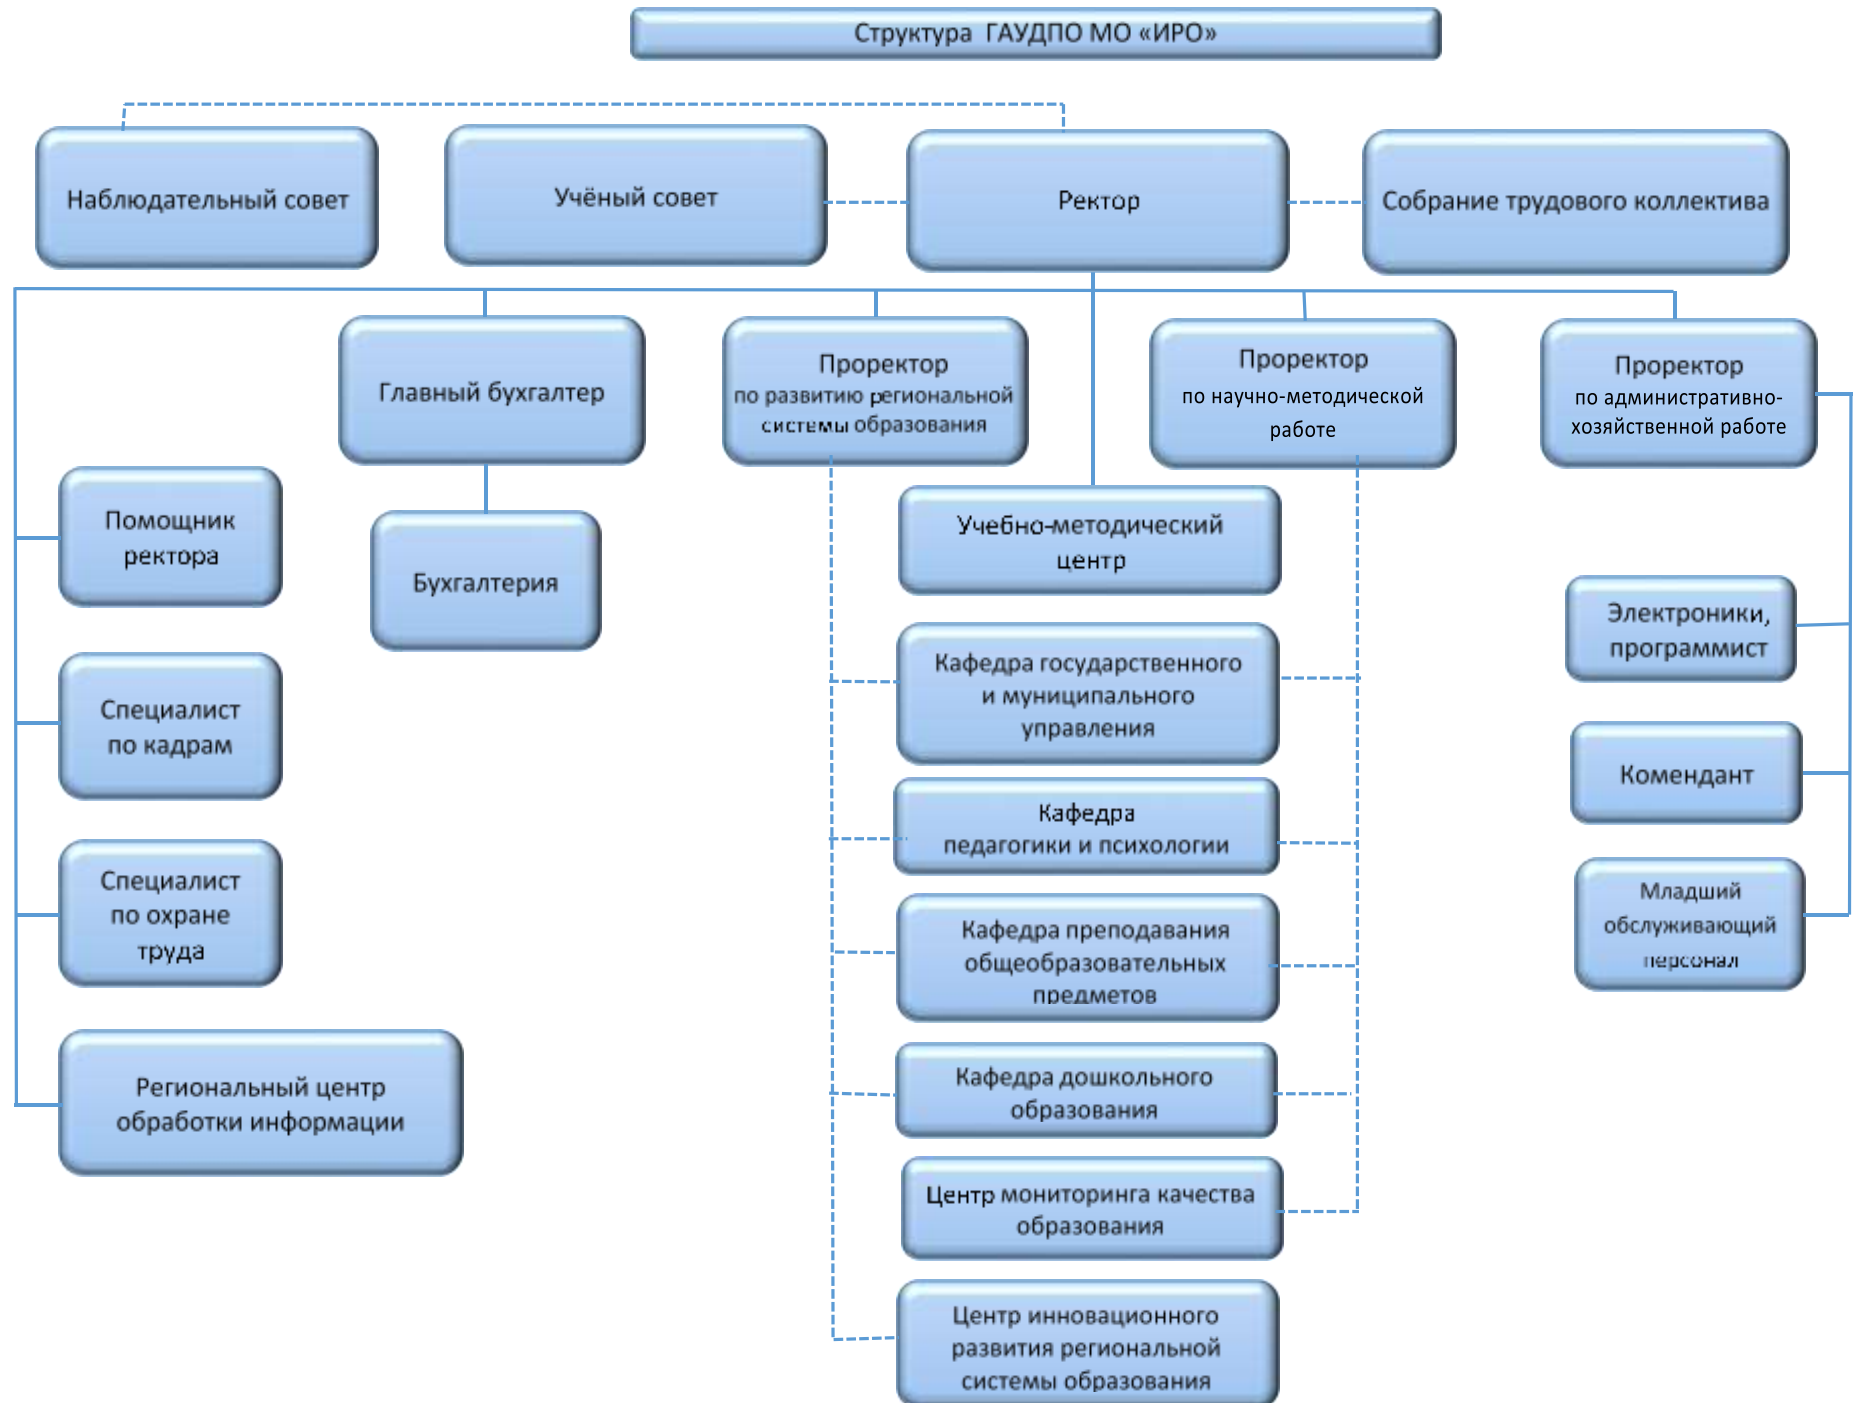 Структура ГАУДПО МО «ИРО»
Наблюдательный совет
Учёный совет
Ректор
Собрание трудового коллектива
Главный бухгалтер
Проректор
по развитию региональной
системы образования
Проректор
по научно-методической
работе
Проректор
по административно-
хозяйственной работе
Помощник
ректора
Бухгалтерия
Учебно-методический
центр
Электроники,
программист
Специалист
по кадрам
Кафедра государственного
и муниципального
управления
Комендант
Кафедра
педагогики и психологии
Специалист
по охране
труда
Младший
обслуживающий
персонал
Кафедра преподавания
общеобразовательных
предметов
Региональный центр
обработки информации
Кафедра дошкольного
образования
Центр мониторинга качества
образования
Центр инновационного
развития региональной
системы образования